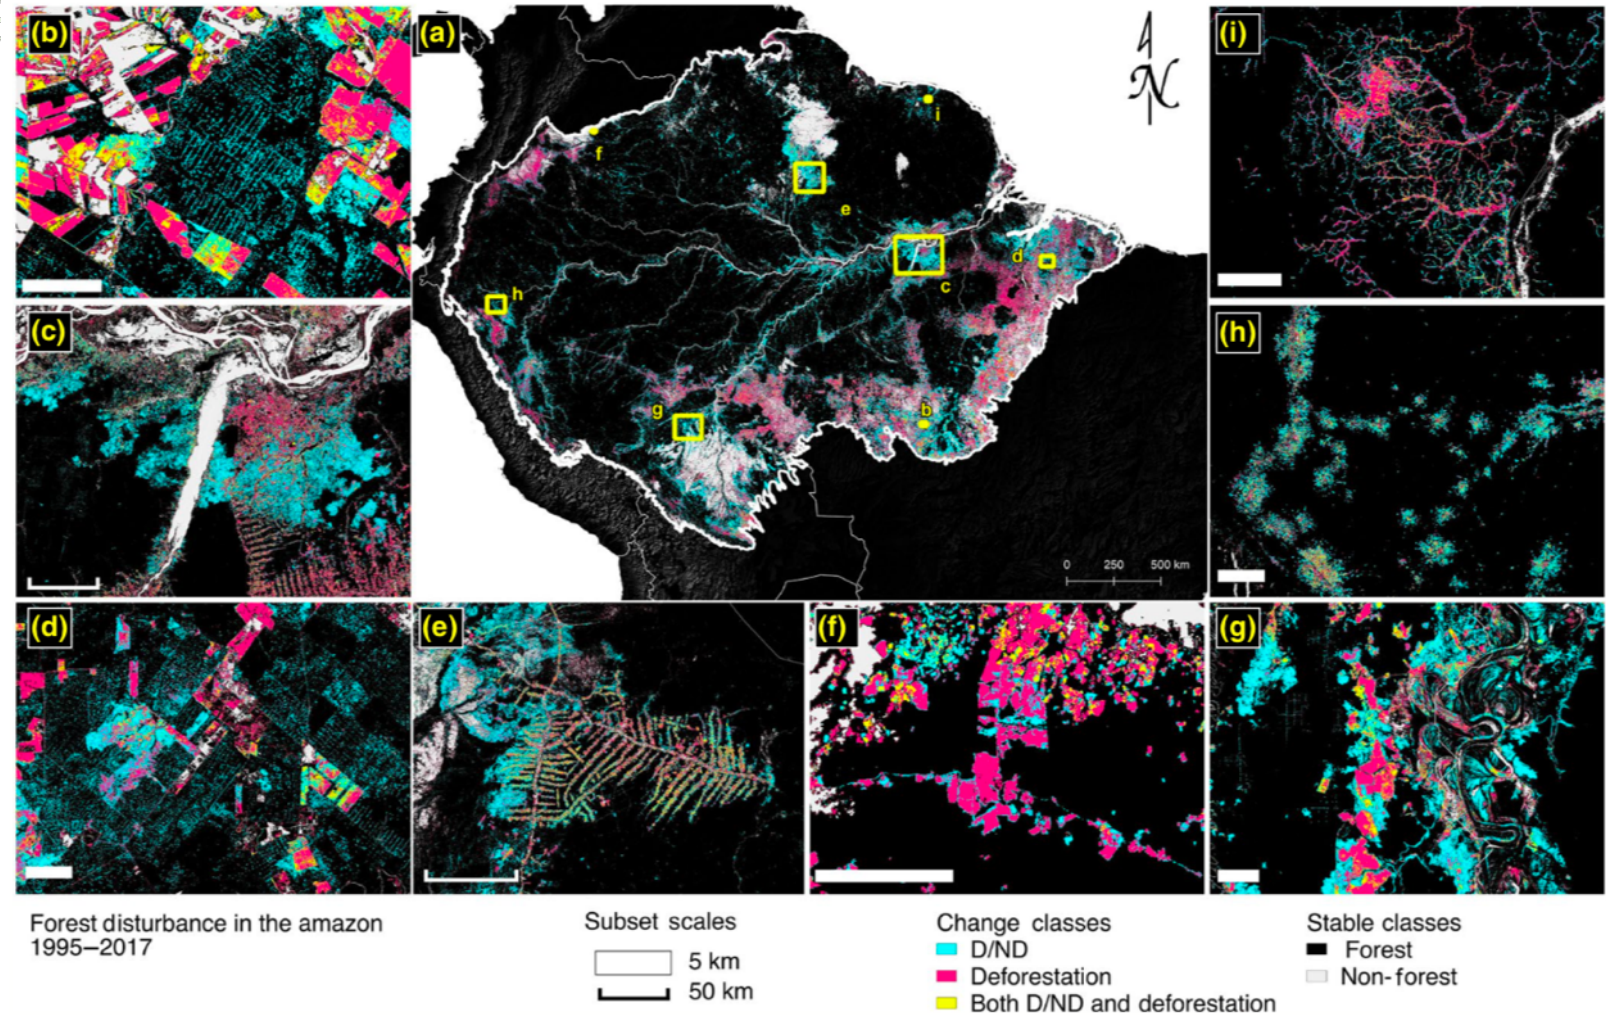 (b)
(a)
N
(i)
i
f
e
d
c
h
(c)
(h)
b
g
0 250 500 km
(d)
(e)
(f)
(g)
Forest disturbance in the amazon
1995–2017
Subset scales
5 km
50 km
Change classes
D/ND
Deforestation
Both D/ND and deforestation
Stable classes
Forest
Non-forest